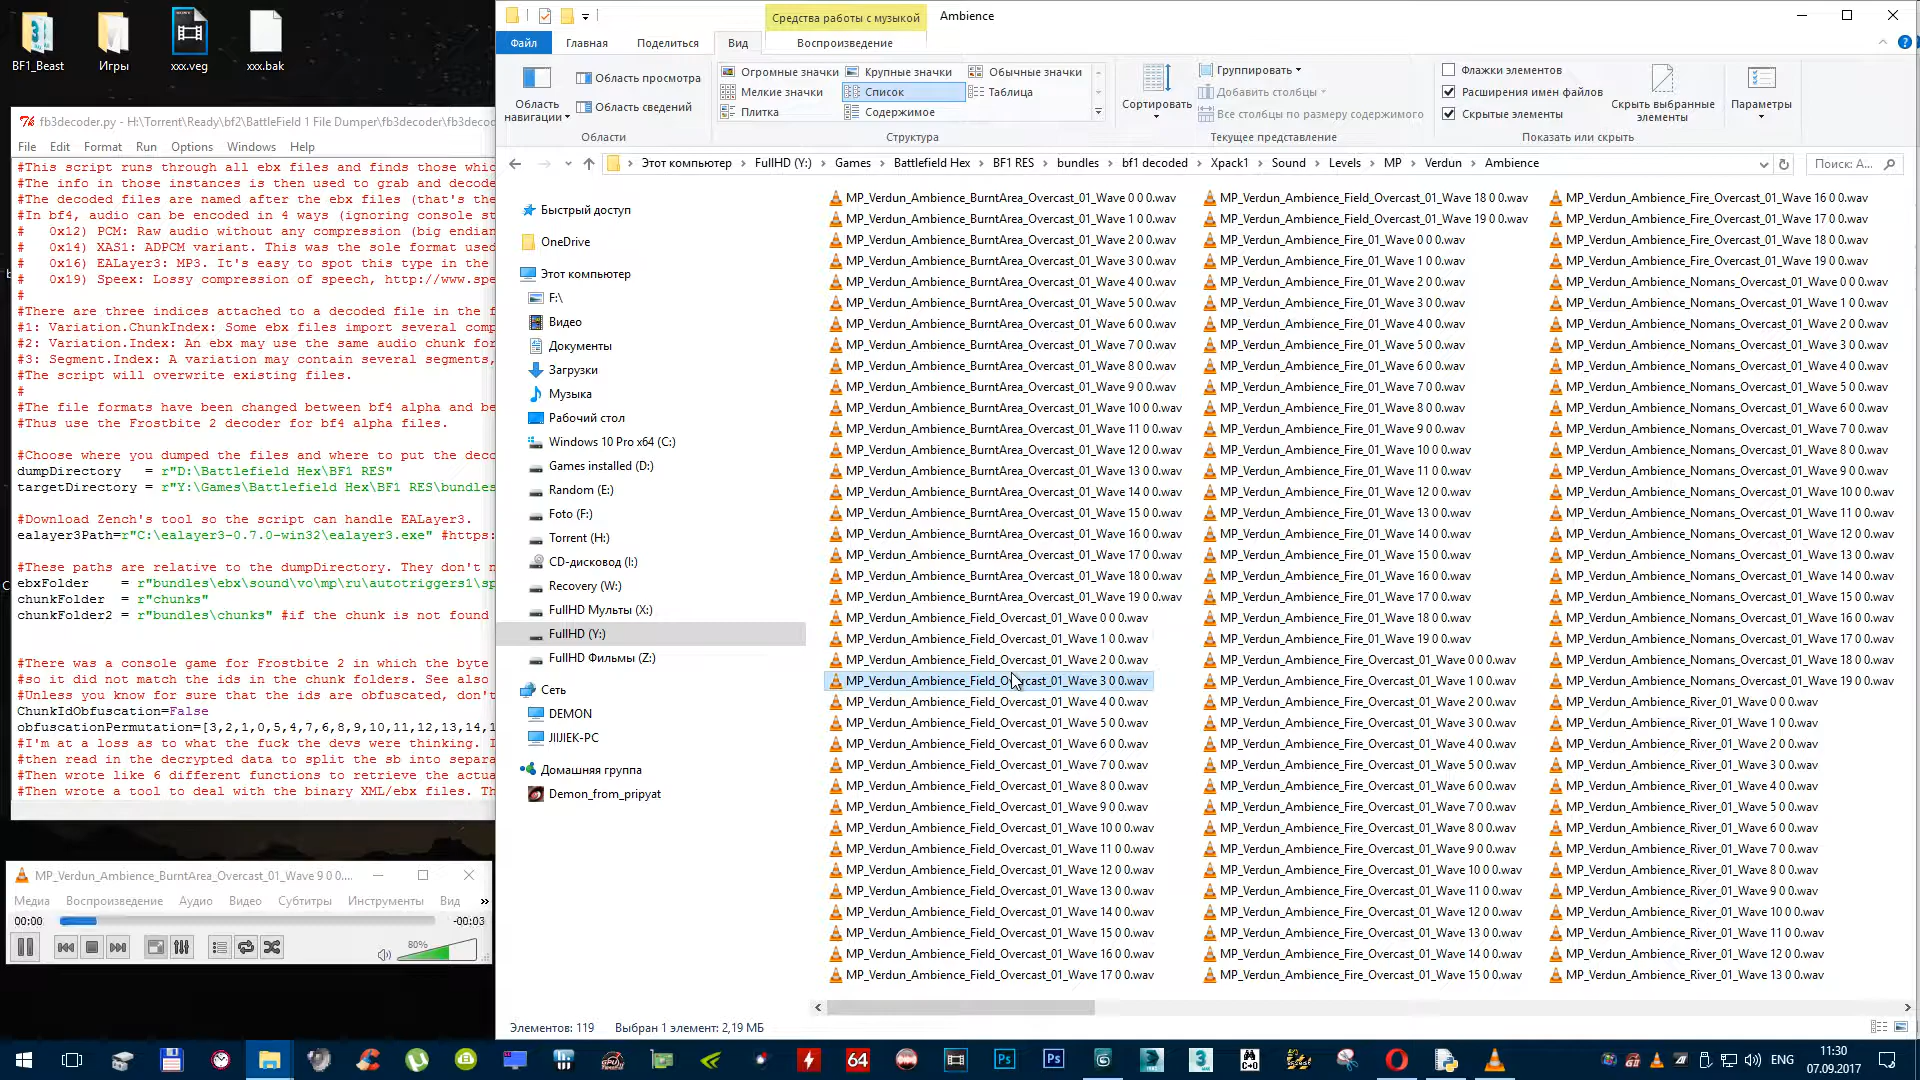 BF1_Beast
Игры
xxx.veg
xxx.bak
fb3decoder.py - H:\Torrent\Ready\bf2\BattleField 1 File Dumper\fb3decoder\fb3deco
File Edit Format Run Options Windows Help
#This script runs through all ebx files and finds those whic
#The info in those instances is then used to grab and decode
#The decoded files are named after the ebx files (that's the
#In bf4, audio can be encoded in 4 ways (ignoring console st
#   0x12) PCM: Raw audio without any compression (big endian
#   0x14) XAS1: ADPCM variant. This was the sole format used
#   0x16) EALayer3: MP3. It's easy to spot this type in the
#   0x19) Speex: Lossy compression of speech, http://www.spe
#
#There are three indices attached to a decoded file in the f
#1: Variation.ChunkIndex: Some ebx files import several comp
#2: Variation.Index: An ebx may use the same audio chunk for
#3: Segment.Index: A variation may contain several segments,
#The script will overwrite existing files.
#
#The file formats have been changed between bf4 alpha and be
#Thus use the Frostbite 2 decoder for bf4 alpha files.
#Choose where you dumped the files and where to put the deco
dumpDirectory   = r"D:\Battlefield Hex\BF1 RES"
targetDirectory = r"Y:\Games\Battlefield Hex\BF1 RES\bundles
#Download Zench's tool so the script can handle EALayer3.
ealayer3Path=r"C:\ealayer3-0.7.0-win32\ealayer3.exe" #https:
#These paths are relative to the dumpDirectory. They don't n
ebxFolder    = r"bundles\ebx\sound\vo\mp\ru\autotriggers1\sp
chunkFolder  = r"chunks"
chunkFolder2 = r"bundles\chunks" #if the chunk is not found
#There was a console game for Frostbite 2 in which the byte
#so it did not match the ids in the chunk folders. See also
#Unless you know for sure that the ids are obfuscated, don't
ChunkIdObfuscation=False
obfuscationPermutation=[3,2,1,0,5,4,7,6,8,9,10,11,12,13,14,1
#I'm at a loss as to what the fuck the devs were thinking. I
#then read in the decrypted data to split the sb into separa
#Then wrote like 6 different functions to retrieve the actua
#Then wrote a tool to deal with the binary XML/ebx files. Th
MP_Verdun_Ambience_BurntArea_Overcast_01_Wave 9 0 0....
Медиа Воспроизведение Аудио Видео Субтитры Инструменты Вид »
00:00 -00:03
80%
Средства работы с музыкой Ambience
Файл Главная Поделиться Вид Воспроизведение
Область навигации
Область просмотра
Область сведений
Области
Огромные значки Крупные значки Обычные значки
Мелкие значки Список Таблица
Плитка Содержимое
Структура
Сортировать
Группировать
Добавить столбцы
Все столбцы по размеру содержимого
Текущее представление
Флажки элементов
Расширения имен файлов
Скрытые элементы
Скрыть выбранные элементы
Показать или скрыть
Параметры
Этот компьютер > FullHD (Y:) > Games > Battlefield Hex > BF1 RES > bundles > bf1 decoded > Xpack1 > Sound > Levels > MP > Verdun > Ambience
Поиск: A...
Быстрый доступ
OneDrive
Этот компьютер
F:\
Видео
Документы
Загрузки
Музыка
Рабочий стол
Windows 10 Pro x64 (C:)
Games installed (D:)
Random (E:)
Foto (F:)
Torrent (H:)
CD-дисковод (I:)
Recovery (W:)
FullHD Мульты (X:)
FullHD (Y:)
FullHD Фильмы (Z:)
Сеть
DEMON
JIJIEK-PC
Домашняя группа
Demon_from_pripyat
MP_Verdun_Ambience_BurntArea_Overcast_01_Wave 0 0 0.wav
MP_Verdun_Ambience_BurntArea_Overcast_01_Wave 1 0 0.wav
MP_Verdun_Ambience_BurntArea_Overcast_01_Wave 2 0 0.wav
MP_Verdun_Ambience_BurntArea_Overcast_01_Wave 3 0 0.wav
MP_Verdun_Ambience_BurntArea_Overcast_01_Wave 4 0 0.wav
MP_Verdun_Ambience_BurntArea_Overcast_01_Wave 5 0 0.wav
MP_Verdun_Ambience_BurntArea_Overcast_01_Wave 6 0 0.wav
MP_Verdun_Ambience_BurntArea_Overcast_01_Wave 7 0 0.wav
MP_Verdun_Ambience_BurntArea_Overcast_01_Wave 8 0 0.wav
MP_Verdun_Ambience_BurntArea_Overcast_01_Wave 9 0 0.wav
MP_Verdun_Ambience_BurntArea_Overcast_01_Wave 10 0 0.wav
MP_Verdun_Ambience_BurntArea_Overcast_01_Wave 11 0 0.wav
MP_Verdun_Ambience_BurntArea_Overcast_01_Wave 12 0 0.wav
MP_Verdun_Ambience_BurntArea_Overcast_01_Wave 13 0 0.wav
MP_Verdun_Ambience_BurntArea_Overcast_01_Wave 14 0 0.wav
MP_Verdun_Ambience_BurntArea_Overcast_01_Wave 15 0 0.wav
MP_Verdun_Ambience_BurntArea_Overcast_01_Wave 16 0 0.wav
MP_Verdun_Ambience_BurntArea_Overcast_01_Wave 17 0 0.wav
MP_Verdun_Ambience_BurntArea_Overcast_01_Wave 18 0 0.wav
MP_Verdun_Ambience_BurntArea_Overcast_01_Wave 19 0 0.wav
MP_Verdun_Ambience_Field_Overcast_01_Wave 0 0 0.wav
MP_Verdun_Ambience_Field_Overcast_01_Wave 1 0 0.wav
MP_Verdun_Ambience_Field_Overcast_01_Wave 2 0 0.wav
MP_Verdun_Ambience_Field_Overcast_01_Wave 3 0 0.wav
MP_Verdun_Ambience_Field_Overcast_01_Wave 4 0 0.wav
MP_Verdun_Ambience_Field_Overcast_01_Wave 5 0 0.wav
MP_Verdun_Ambience_Field_Overcast_01_Wave 6 0 0.wav
MP_Verdun_Ambience_Field_Overcast_01_Wave 7 0 0.wav
MP_Verdun_Ambience_Field_Overcast_01_Wave 8 0 0.wav
MP_Verdun_Ambience_Field_Overcast_01_Wave 9 0 0.wav
MP_Verdun_Ambience_Field_Overcast_01_Wave 10 0 0.wav
MP_Verdun_Ambience_Field_Overcast_01_Wave 11 0 0.wav
MP_Verdun_Ambience_Field_Overcast_01_Wave 12 0 0.wav
MP_Verdun_Ambience_Field_Overcast_01_Wave 13 0 0.wav
MP_Verdun_Ambience_Field_Overcast_01_Wave 14 0 0.wav
MP_Verdun_Ambience_Field_Overcast_01_Wave 15 0 0.wav
MP_Verdun_Ambience_Field_Overcast_01_Wave 16 0 0.wav
MP_Verdun_Ambience_Field_Overcast_01_Wave 17 0 0.wav
MP_Verdun_Ambience_Field_Overcast_01_Wave 18 0 0.wav
MP_Verdun_Ambience_Field_Overcast_01_Wave 19 0 0.wav
MP_Verdun_Ambience_Fire_01_Wave 0 0 0.wav
MP_Verdun_Ambience_Fire_01_Wave 1 0 0.wav
MP_Verdun_Ambience_Fire_01_Wave 2 0 0.wav
MP_Verdun_Ambience_Fire_01_Wave 3 0 0.wav
MP_Verdun_Ambience_Fire_01_Wave 4 0 0.wav
MP_Verdun_Ambience_Fire_01_Wave 5 0 0.wav
MP_Verdun_Ambience_Fire_01_Wave 6 0 0.wav
MP_Verdun_Ambience_Fire_01_Wave 7 0 0.wav
MP_Verdun_Ambience_Fire_01_Wave 8 0 0.wav
MP_Verdun_Ambience_Fire_01_Wave 9 0 0.wav
MP_Verdun_Ambience_Fire_01_Wave 10 0 0.wav
MP_Verdun_Ambience_Fire_01_Wave 11 0 0.wav
MP_Verdun_Ambience_Fire_01_Wave 12 0 0.wav
MP_Verdun_Ambience_Fire_01_Wave 13 0 0.wav
MP_Verdun_Ambience_Fire_01_Wave 14 0 0.wav
MP_Verdun_Ambience_Fire_01_Wave 15 0 0.wav
MP_Verdun_Ambience_Fire_01_Wave 16 0 0.wav
MP_Verdun_Ambience_Fire_01_Wave 17 0 0.wav
MP_Verdun_Ambience_Fire_01_Wave 18 0 0.wav
MP_Verdun_Ambience_Fire_01_Wave 19 0 0.wav
MP_Verdun_Ambience_Fire_Overcast_01_Wave 0 0 0.wav
MP_Verdun_Ambience_Fire_Overcast_01_Wave 1 0 0.wav
MP_Verdun_Ambience_Fire_Overcast_01_Wave 2 0 0.wav
MP_Verdun_Ambience_Fire_Overcast_01_Wave 3 0 0.wav
MP_Verdun_Ambience_Fire_Overcast_01_Wave 4 0 0.wav
MP_Verdun_Ambience_Fire_Overcast_01_Wave 5 0 0.wav
MP_Verdun_Ambience_Fire_Overcast_01_Wave 6 0 0.wav
MP_Verdun_Ambience_Fire_Overcast_01_Wave 7 0 0.wav
MP_Verdun_Ambience_Fire_Overcast_01_Wave 8 0 0.wav
MP_Verdun_Ambience_Fire_Overcast_01_Wave 9 0 0.wav
MP_Verdun_Ambience_Fire_Overcast_01_Wave 10 0 0.wav
MP_Verdun_Ambience_Fire_Overcast_01_Wave 11 0 0.wav
MP_Verdun_Ambience_Fire_Overcast_01_Wave 12 0 0.wav
MP_Verdun_Ambience_Fire_Overcast_01_Wave 13 0 0.wav
MP_Verdun_Ambience_Fire_Overcast_01_Wave 14 0 0.wav
MP_Verdun_Ambience_Fire_Overcast_01_Wave 15 0 0.wav
MP_Verdun_Ambience_Fire_Overcast_01_Wave 16 0 0.wav
MP_Verdun_Ambience_Fire_Overcast_01_Wave 17 0 0.wav
MP_Verdun_Ambience_Fire_Overcast_01_Wave 18 0 0.wav
MP_Verdun_Ambience_Fire_Overcast_01_Wave 19 0 0.wav
MP_Verdun_Ambience_Nomans_Overcast_01_Wave 0 0 0.wav
MP_Verdun_Ambience_Nomans_Overcast_01_Wave 1 0 0.wav
MP_Verdun_Ambience_Nomans_Overcast_01_Wave 2 0 0.wav
MP_Verdun_Ambience_Nomans_Overcast_01_Wave 3 0 0.wav
MP_Verdun_Ambience_Nomans_Overcast_01_Wave 4 0 0.wav
MP_Verdun_Ambience_Nomans_Overcast_01_Wave 5 0 0.wav
MP_Verdun_Ambience_Nomans_Overcast_01_Wave 6 0 0.wav
MP_Verdun_Ambience_Nomans_Overcast_01_Wave 7 0 0.wav
MP_Verdun_Ambience_Nomans_Overcast_01_Wave 8 0 0.wav
MP_Verdun_Ambience_Nomans_Overcast_01_Wave 9 0 0.wav
MP_Verdun_Ambience_Nomans_Overcast_01_Wave 10 0 0.wav
MP_Verdun_Ambience_Nomans_Overcast_01_Wave 11 0 0.wav
MP_Verdun_Ambience_Nomans_Overcast_01_Wave 12 0 0.wav
MP_Verdun_Ambience_Nomans_Overcast_01_Wave 13 0 0.wav
MP_Verdun_Ambience_Nomans_Overcast_01_Wave 14 0 0.wav
MP_Verdun_Ambience_Nomans_Overcast_01_Wave 15 0 0.wav
MP_Verdun_Ambience_Nomans_Overcast_01_Wave 16 0 0.wav
MP_Verdun_Ambience_Nomans_Overcast_01_Wave 17 0 0.wav
MP_Verdun_Ambience_Nomans_Overcast_01_Wave 18 0 0.wav
MP_Verdun_Ambience_Nomans_Overcast_01_Wave 19 0 0.wav
MP_Verdun_Ambience_River_01_Wave 0 0 0.wav
MP_Verdun_Ambience_River_01_Wave 1 0 0.wav
MP_Verdun_Ambience_River_01_Wave 2 0 0.wav
MP_Verdun_Ambience_River_01_Wave 3 0 0.wav
MP_Verdun_Ambience_River_01_Wave 4 0 0.wav
MP_Verdun_Ambience_River_01_Wave 5 0 0.wav
MP_Verdun_Ambience_River_01_Wave 6 0 0.wav
MP_Verdun_Ambience_River_01_Wave 7 0 0.wav
MP_Verdun_Ambience_River_01_Wave 8 0 0.wav
MP_Verdun_Ambience_River_01_Wave 9 0 0.wav
MP_Verdun_Ambience_River_01_Wave 10 0 0.wav
MP_Verdun_Ambience_River_01_Wave 11 0 0.wav
MP_Verdun_Ambience_River_01_Wave 12 0 0.wav
MP_Verdun_Ambience_River_01_Wave 13 0 0.wav
Элементов: 119 Выбран 1 элемент: 2,19 МБ
64
Ps
Ps
3
ENG
11:30
07.09.2017